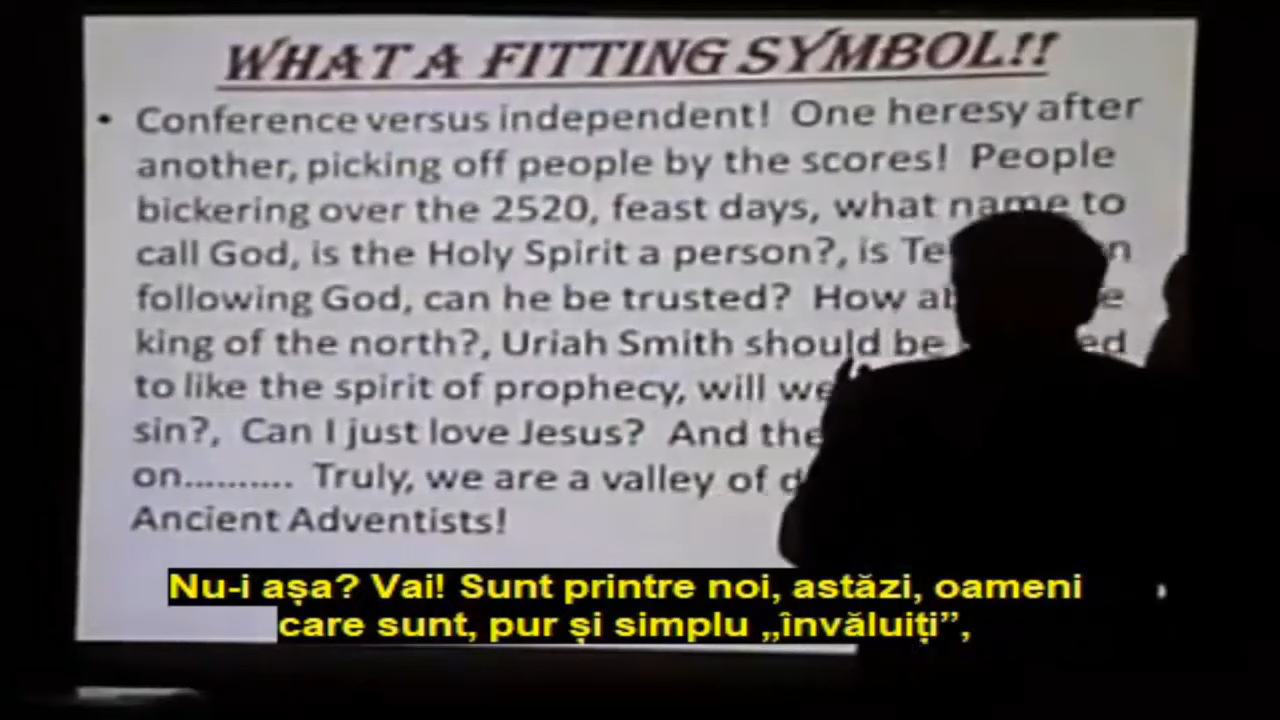 WHAT A FITTING SYMBOL!!
• Conference versus independent! One heresy after
another, picking off people by the scores! People
bickering over the 2520, feast days, what name to
call God, is the Holy Spirit a person?, is
following God, can he be trusted? How
king of the north?, Uriah Smith should be
to like the spirit of prophecy, will we
sin?, Can I just love Jesus? And the
on.......... Truly, we are a valley of
Ancient Adventists!
Nu-i așa? Vai! Sunt printre noi, astăzi, oameni
care sunt, pur și simplu „învăluiți”,